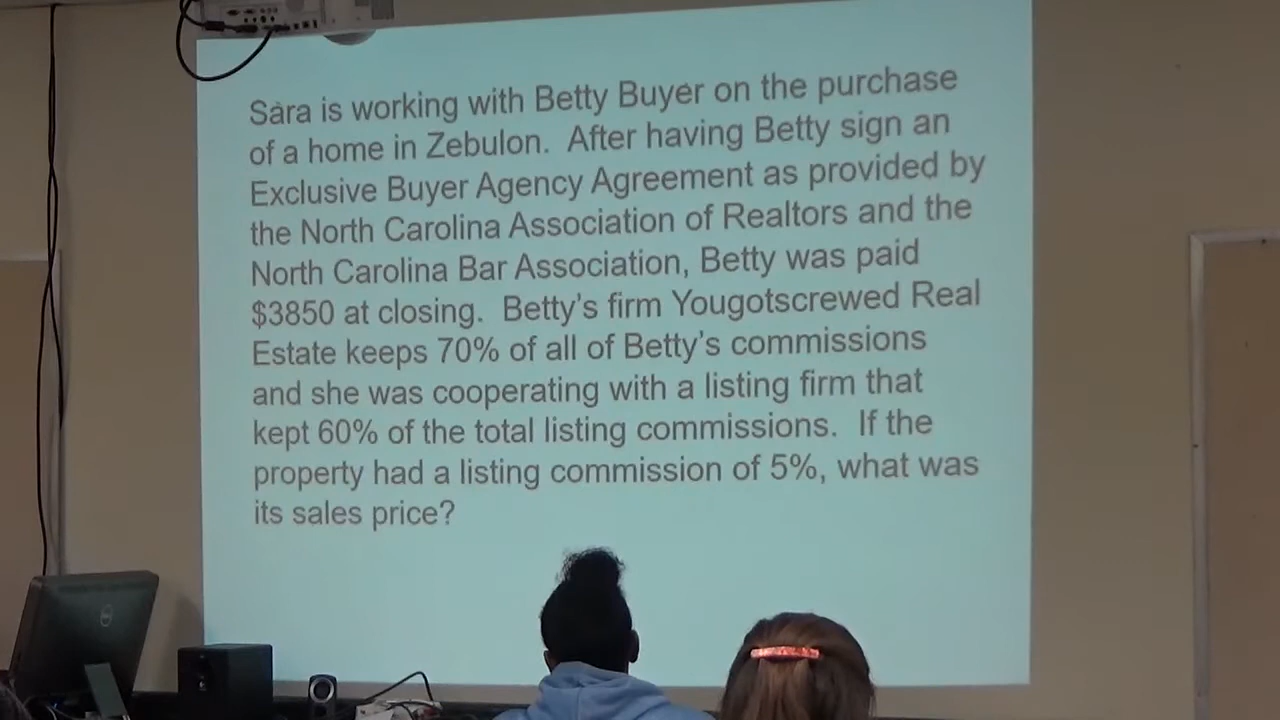 Sara is working with Betty Buyer on the purchase
of a home in Zebulon. After having Betty sign an
Exclusive Buyer Agency Agreement as provided by
the North Carolina Association of Realtors and the
North Carolina Bar Association, Betty was paid
$3850 at closing. Betty's firm Yougotscrewed Real
Estate keeps 70% of all of Betty's commissions
and she was cooperating with a listing firm that
kept 60% of the total listing commissions. If the
property had a listing commission of 5%, what was
its sales price?